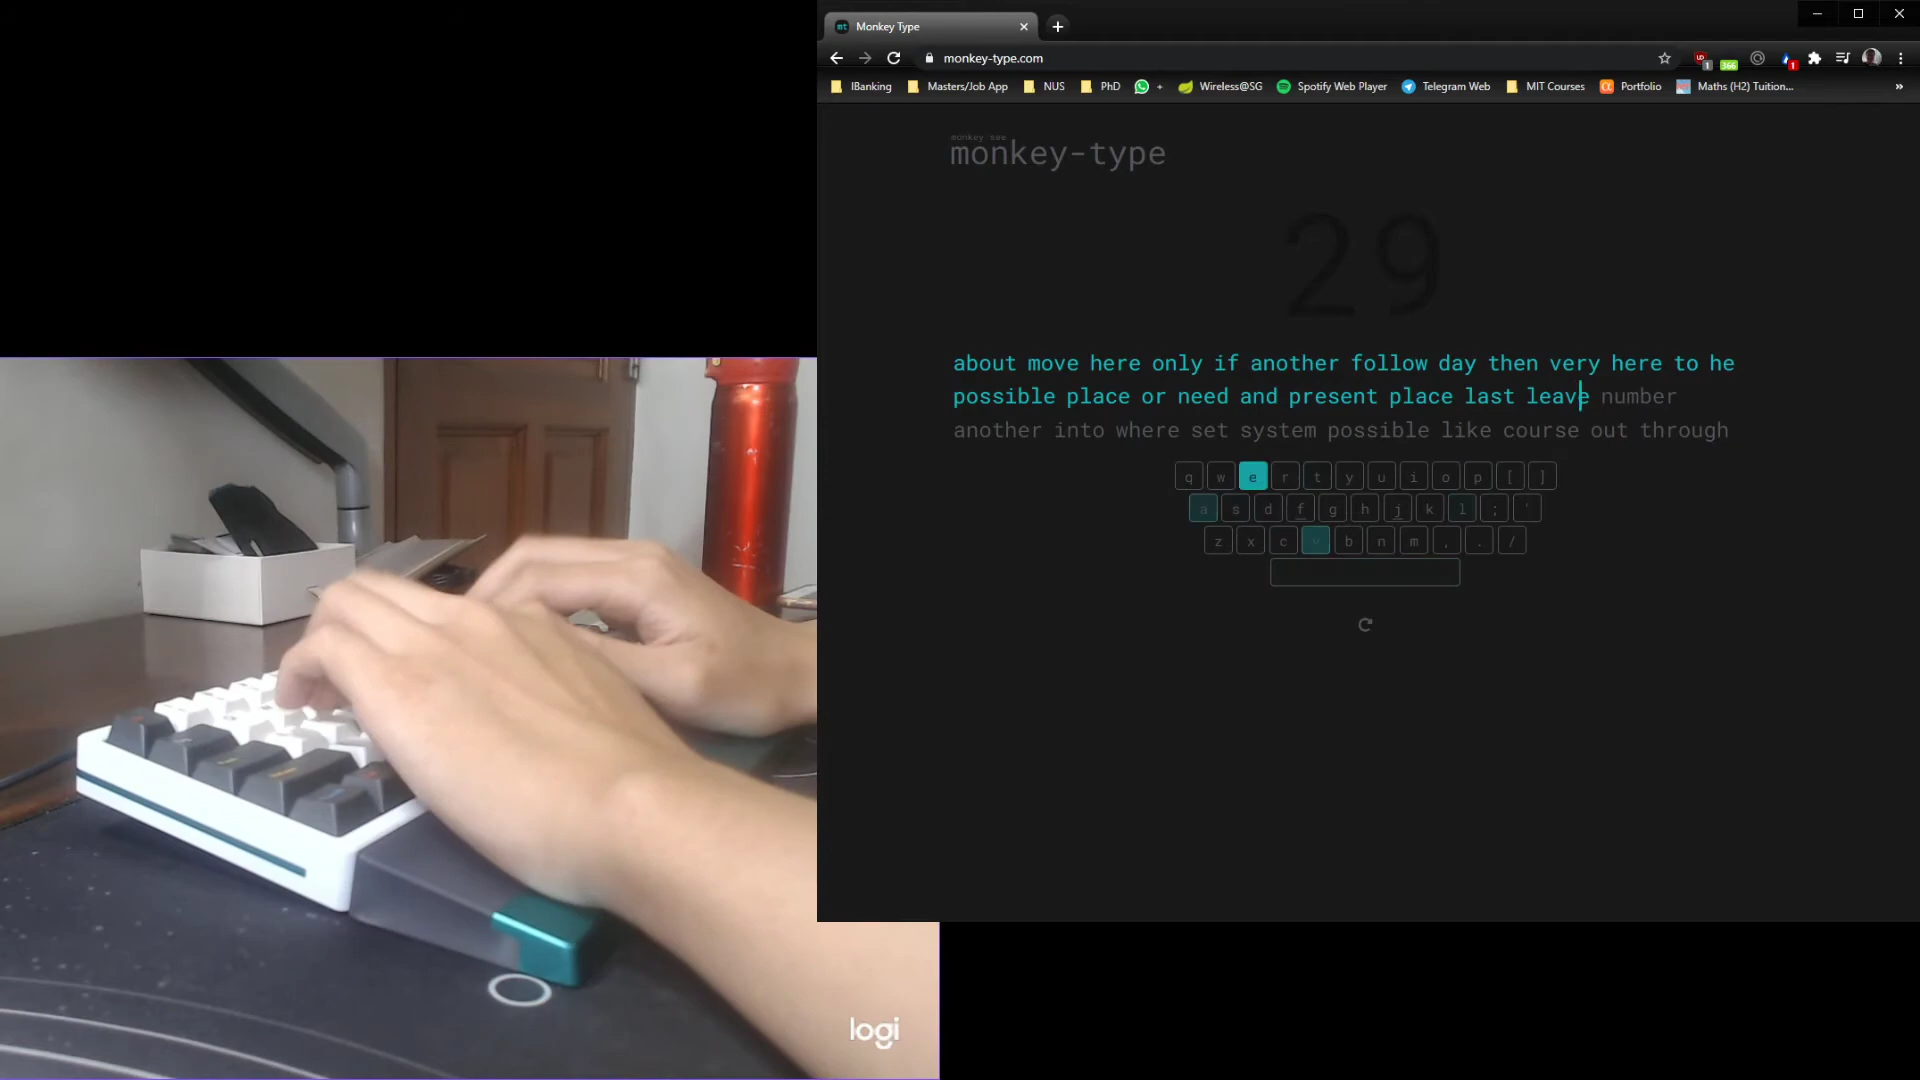 Monkey Type
monkey-type.com
IBanking Masters/Job App NUS PhD + Wireless@SG Spotify Web Player Telegram Web MIT Courses Portfolio Maths (H2) Tuition... »
monkey see
monkey-type
29
about move here only if another follow day then very here to he
possible place or need and present place last leave number
another into where set system possible like course out through
q w e r t y u i o p [ ]
a s d f g h j k l ; '
z x c v b n m , . /
logi